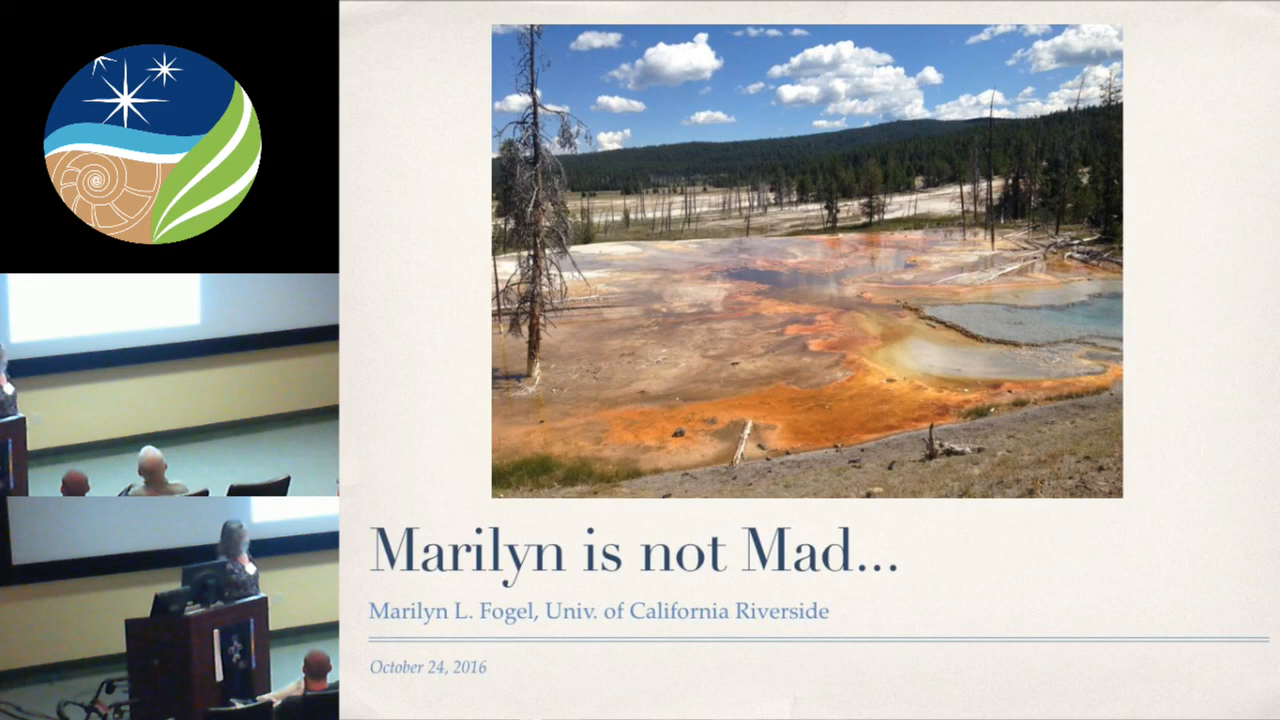 Marilyn is not Mad...
Marilyn L. Fogel, Univ. of California Riverside
October 24, 2016